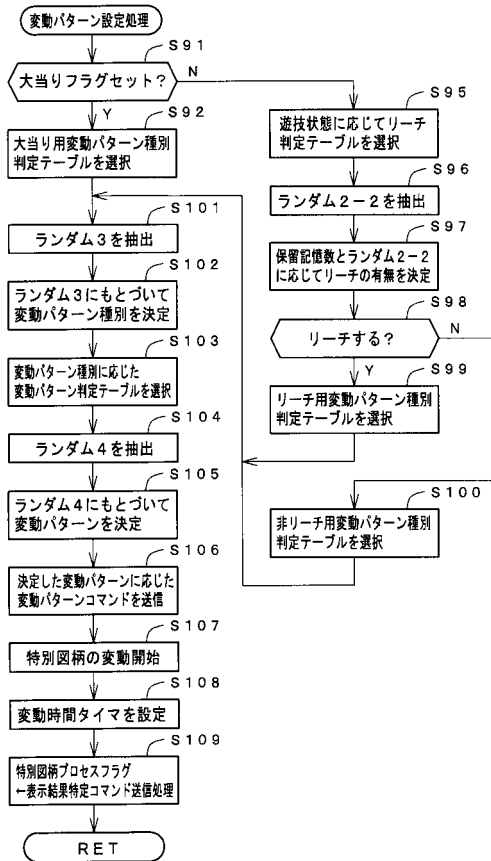 変動パターン設定処理
S91
大当りフラグセット?
N
Y
S92
大当り用変動パターン種別
判定テーブルを選択
S95
遊技状態に応じてリーチ
判定テーブルを選択
S96
ランダム2-2を抽出
S97
保留記憶数とランダム2-2
に応じてリーチの有無を決定
S98
リーチする?
N
Y
S99
リーチ用変動パターン種別
判定テーブルを選択
S100
非リーチ用変動パターン種別
判定テーブルを選択
S101
ランダム3を抽出
S102
ランダム3にもとづいて
変動パターン種別を決定
S103
変動パターン種別に応じた
変動パターン判定テーブルを選択
S104
ランダム4を抽出
S105
ランダム4にもとづいて
変動パターンを決定
S106
決定した変動パターンに応じた
変動パターンコマンドを送信
S107
特別図柄の変動開始
S108
変動時間タイマを設定
S109
特別図柄プロセスフラグ
←表示結果特定コマンド送信処理
RET